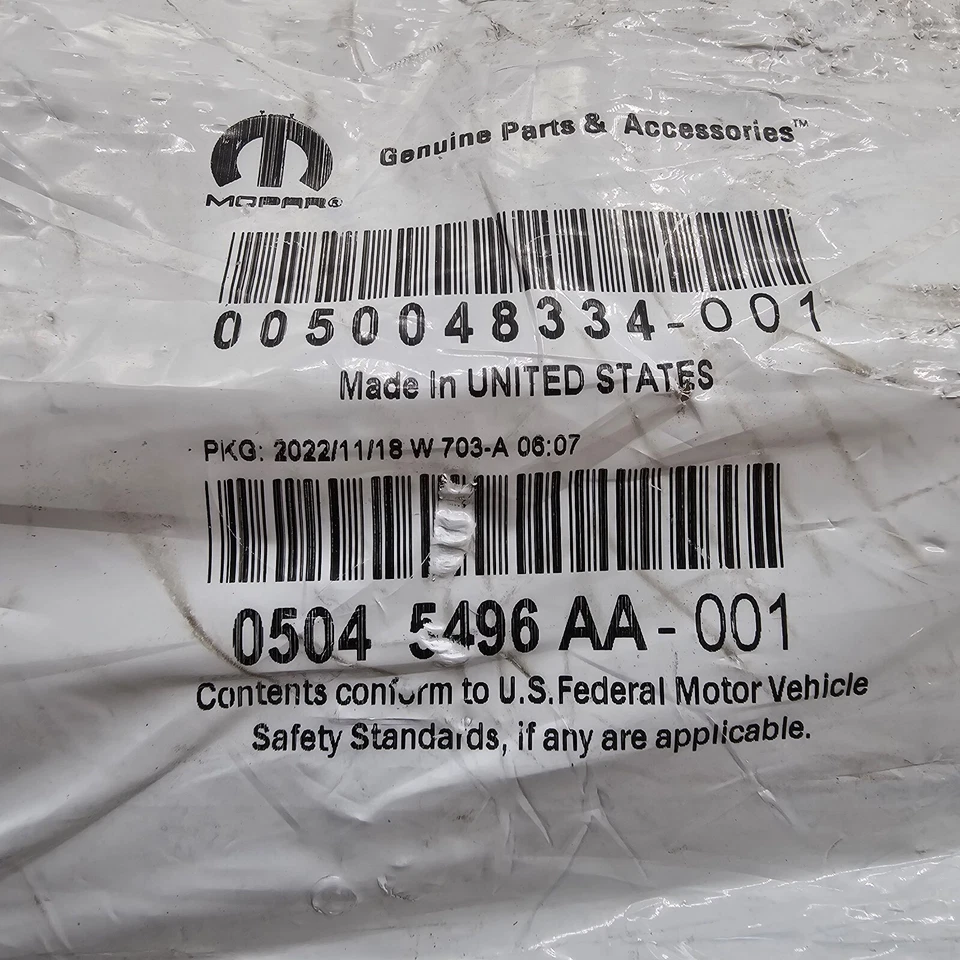 MOPAR®
Genuine Parts & Accessories™
0050048334-001
Made In UNITED STATES
PKG: 2022/11/18 W 703-A 06:07
0504 5496 AA-001
Contents conform to U.S.Federal Motor Vehicle
Safety Standards, if any are applicable.